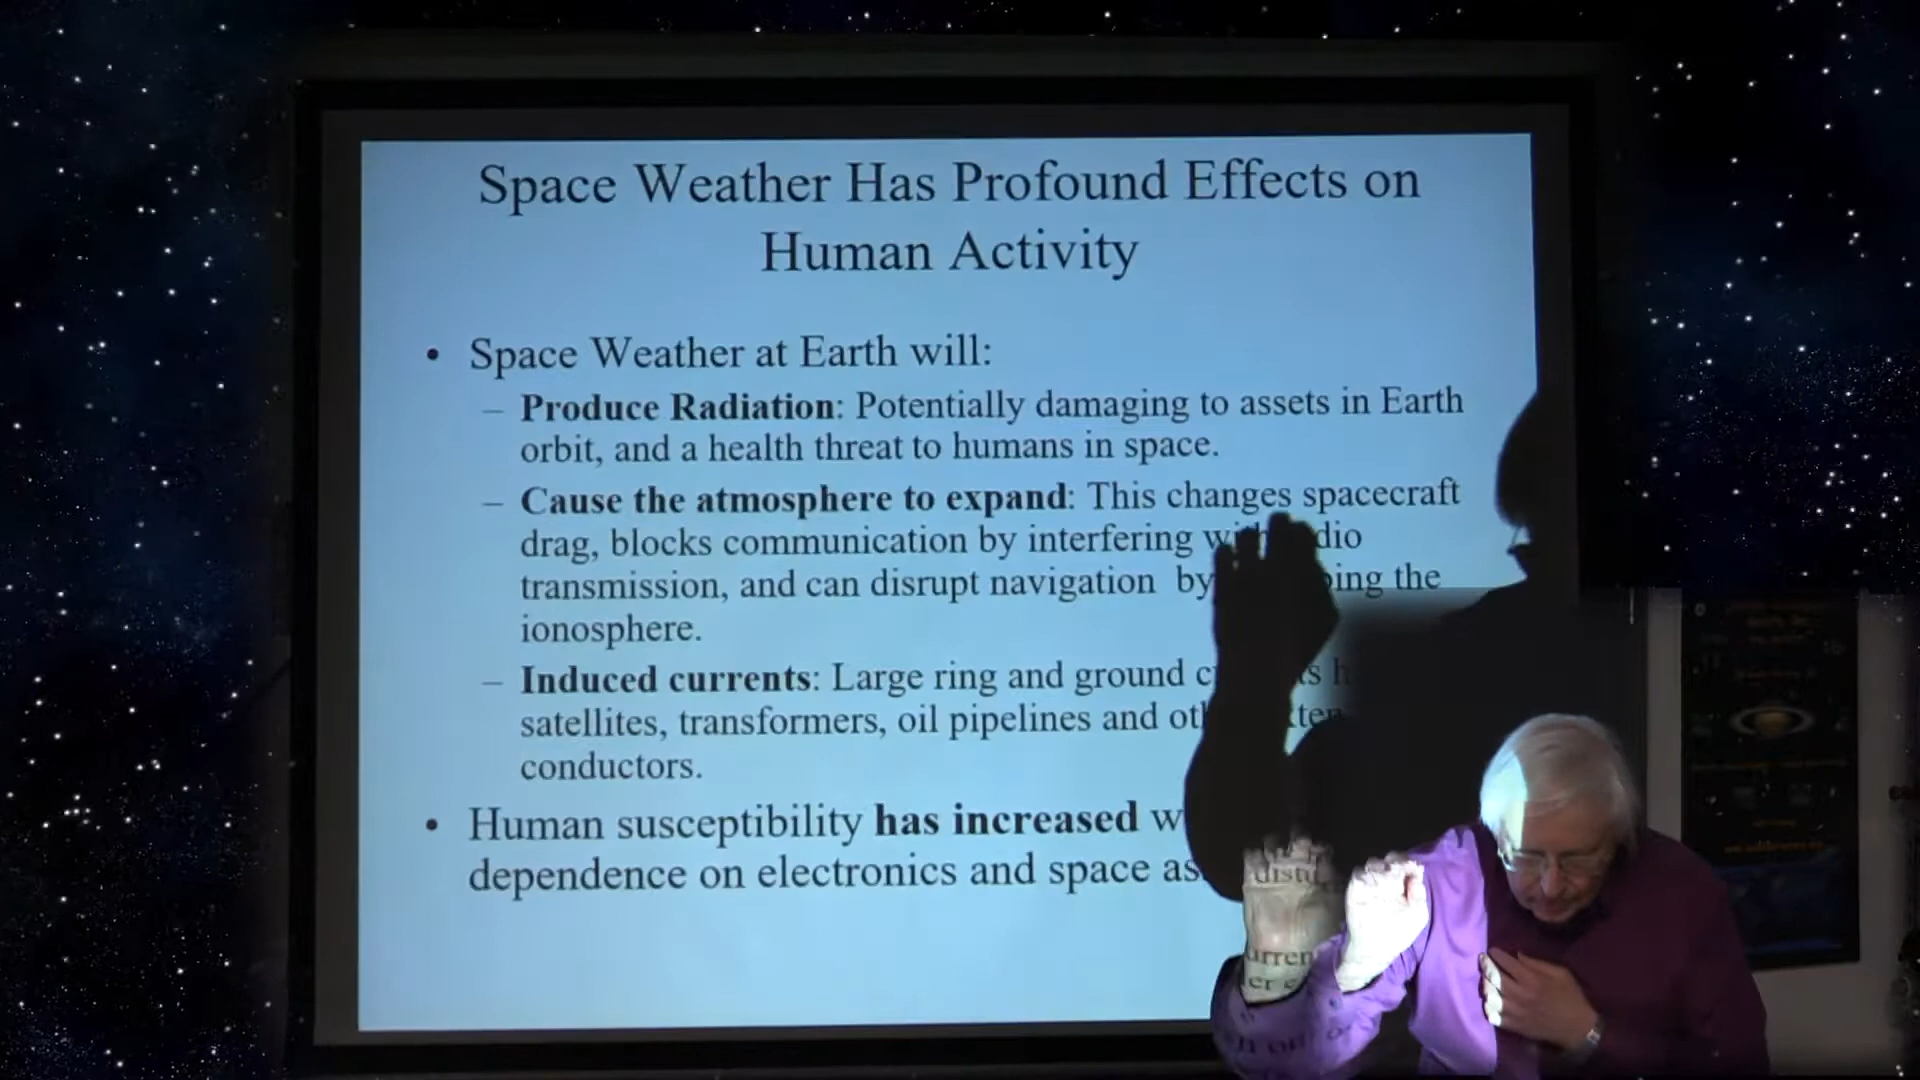 Space Weather Has Profound Effects on
Human Activity
• Space Weather at Earth will:
– Produce Radiation: Potentially damaging to assets in Earth
orbit, and a health threat to humans in space.
– Cause the atmosphere to expand: This changes spacecraft
drag, blocks communication by interfering
transmission, and can disrupt navigation by the
ionosphere.
– Induced currents: Large ring and ground
satellites, transformers, oil pipelines and
conductors.
• Human susceptibility has increased
dependence on electronics and space